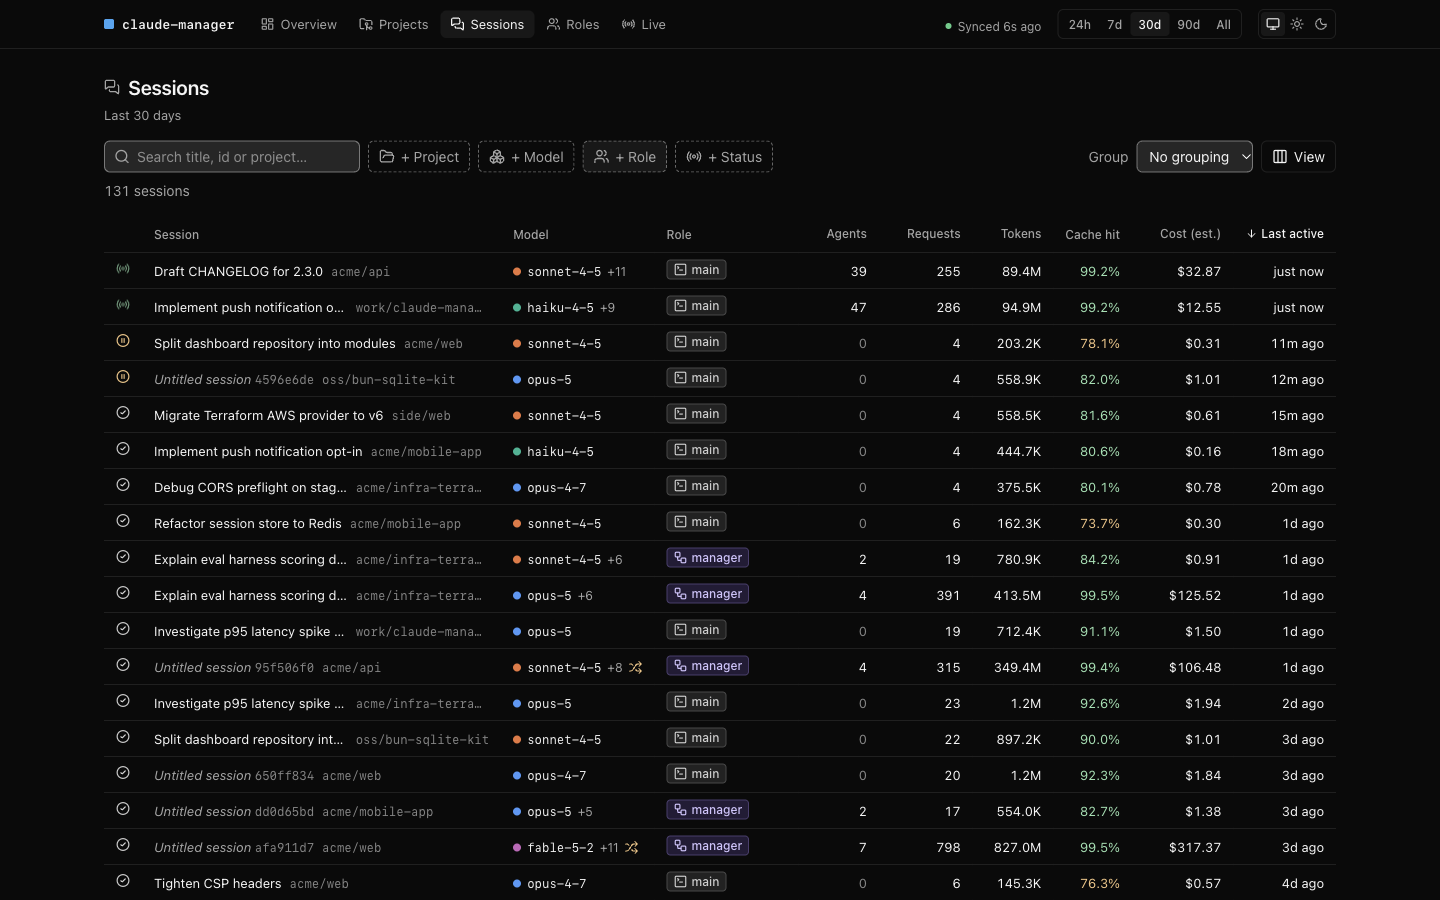 claude-manager Overview Projects Sessions Roles Live Synced 6s ago 24h 7d 30d 90d All
Sessions
Last 30 days
Search title, id or project... + Project + Model + Role + Status Group No grouping View
131 sessions
Session Model Role Agents Requests Tokens Cache hit Cost (est.) ↓ Last active
Draft CHANGELOG for 2.3.0 acme/api sonnet-4-5 +11 main 39 255 89.4M 99.2% $32.87 just now
Implement push notification o... work/claude-mana... haiku-4-5 +9 main 47 286 94.9M 99.2% $12.55 just now
Split dashboard repository into modules acme/web sonnet-4-5 main 0 4 203.2K 78.1% $0.31 11m ago
Untitled session 4596e6de oss/bun-sqlite-kit opus-5 main 0 4 558.9K 82.0% $1.01 12m ago
Migrate Terraform AWS provider to v6 side/web sonnet-4-5 main 0 4 558.5K 81.6% $0.61 15m ago
Implement push notification opt-in acme/mobile-app haiku-4-5 main 0 4 444.7K 80.6% $0.16 18m ago
Debug CORS preflight on stag... acme/infra-terra... opus-4-7 main 0 4 375.5K 80.1% $0.78 20m ago
Refactor session store to Redis acme/mobile-app sonnet-4-5 main 0 6 162.3K 73.7% $0.30 1d ago
Explain eval harness scoring d... acme/infra-terra... sonnet-4-5 +6 manager 2 19 780.9K 84.2% $0.91 1d ago
Explain eval harness scoring d... acme/infra-terra... opus-5 +6 manager 4 391 413.5M 99.5% $125.52 1d ago
Investigate p95 latency spike ... work/claude-mana... opus-5 main 0 19 712.4K 91.1% $1.50 1d ago
Untitled session 95f506f0 acme/api sonnet-4-5 +8 manager 4 315 349.4M 99.4% $106.48 1d ago
Investigate p95 latency spike ... acme/infra-terra... opus-5 main 0 23 1.2M 92.6% $1.94 2d ago
Split dashboard repository int... oss/bun-sqlite-kit sonnet-4-5 main 0 22 897.2K 90.0% $1.01 3d ago
Untitled session 650ff834 acme/web opus-4-7 main 0 20 1.2M 92.3% $1.84 3d ago
Untitled session dd0d65bd acme/mobile-app opus-5 +5 manager 2 17 554.0K 82.7% $1.38 3d ago
Untitled session afa911d7 acme/web fable-5-2 +11 manager 7 798 827.0M 99.5% $317.37 3d ago
Tighten CSP headers acme/web opus-4-7 main 0 6 145.3K 76.3% $0.57 4d ago